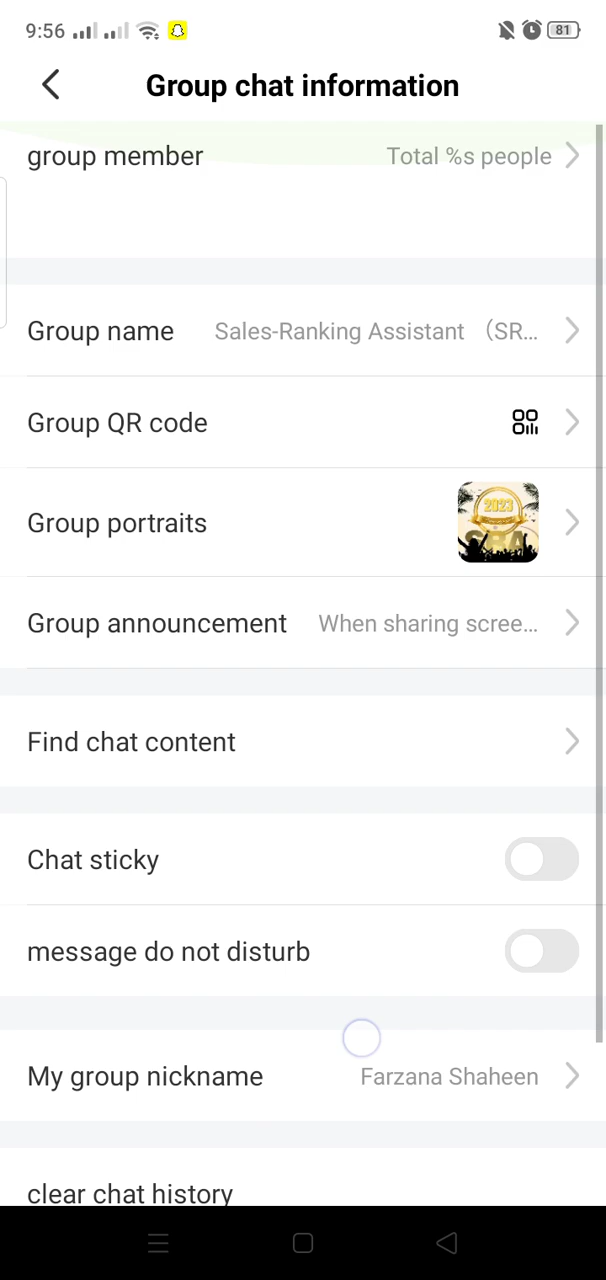 9:56 81
Group chat information
group member Total %s people
Group name Sales-Ranking Assistant （SR...
Group QR code
Group portraits
2023
SRA
Group announcement When sharing scree...
Find chat content
Chat sticky
message do not disturb
My group nickname Farzana Shaheen
clear chat history